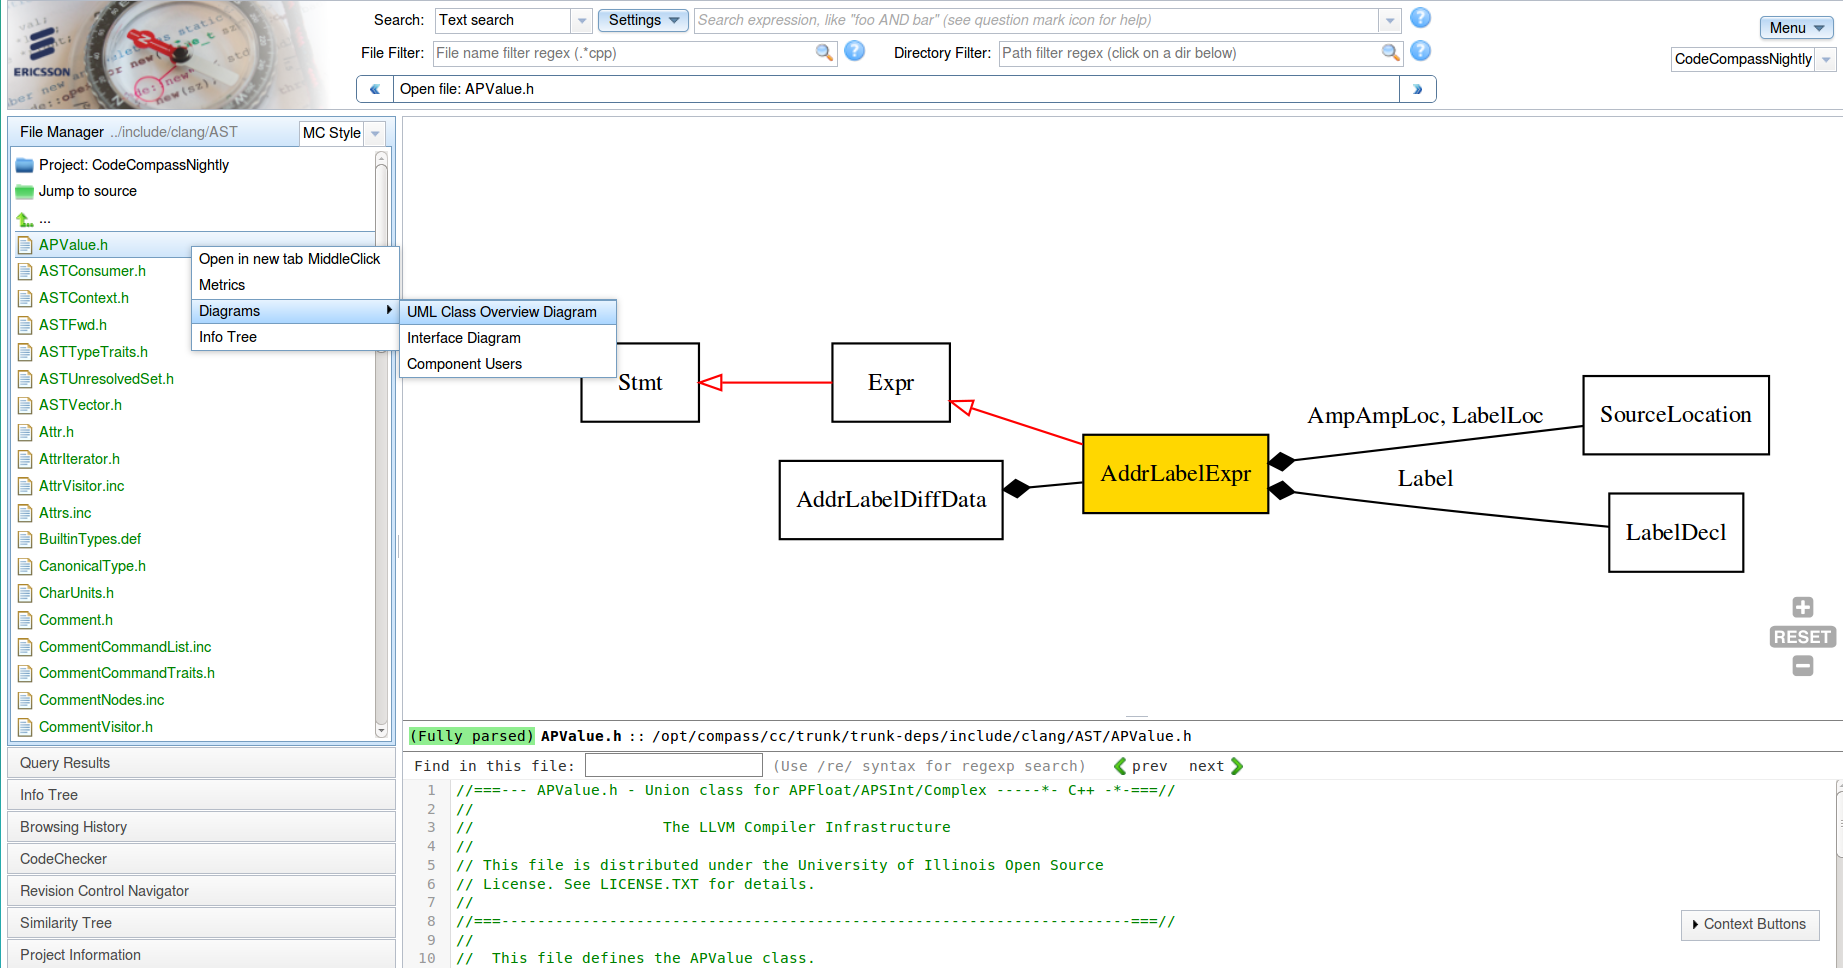 ERICSSON
Search: Text search Settings Search expression, like "foo AND bar" (see question mark icon for help)
Menu
File Filter: File name filter regex (.*cpp) Directory Filter: Path filter regex (click on a dir below)
CodeCompassNightly
Open file: APValue.h
File Manager ../include/clang/AST MC Style
Project: CodeCompassNightly
Jump to source
...
APValue.h
ASTConsumer.h
ASTContext.h
ASTFwd.h
ASTTypeTraits.h
ASTUnresolvedSet.h
ASTVector.h
Attr.h
AttrIterator.h
AttrVisitor.inc
Attrs.inc
BuiltinTypes.def
CanonicalType.h
CharUnits.h
Comment.h
CommentCommandList.inc
CommentCommandTraits.h
CommentNodes.inc
CommentVisitor.h
Open in new tab MiddleClick
Metrics
Diagrams
Info Tree
UML Class Overview Diagram
Interface Diagram
Component Users
Stmt
Expr
AddrLabelDiffData
AddrLabelExpr
AmpAmpLoc, LabelLoc
SourceLocation
Label
LabelDecl
RESET
Query Results
Info Tree
Browsing History
CodeChecker
Revision Control Navigator
Similarity Tree
Project Information
(Fully parsed) APValue.h :: /opt/compass/cc/trunk/trunk-deps/include/clang/AST/APValue.h
Find in this file: (Use /re/ syntax for regexp search) prev next
1 //===--- APValue.h - Union class for APFloat/APSInt/Complex -----*- C++ -*-===//
2 //
3 // The LLVM Compiler Infrastructure
4 //
5 // This file is distributed under the University of Illinois Open Source
6 // License. See LICENSE.TXT for details.
7 //
8 //===----------------------------------------------------------------------===//
9 //
10 // This file defines the APValue class.
Context Buttons